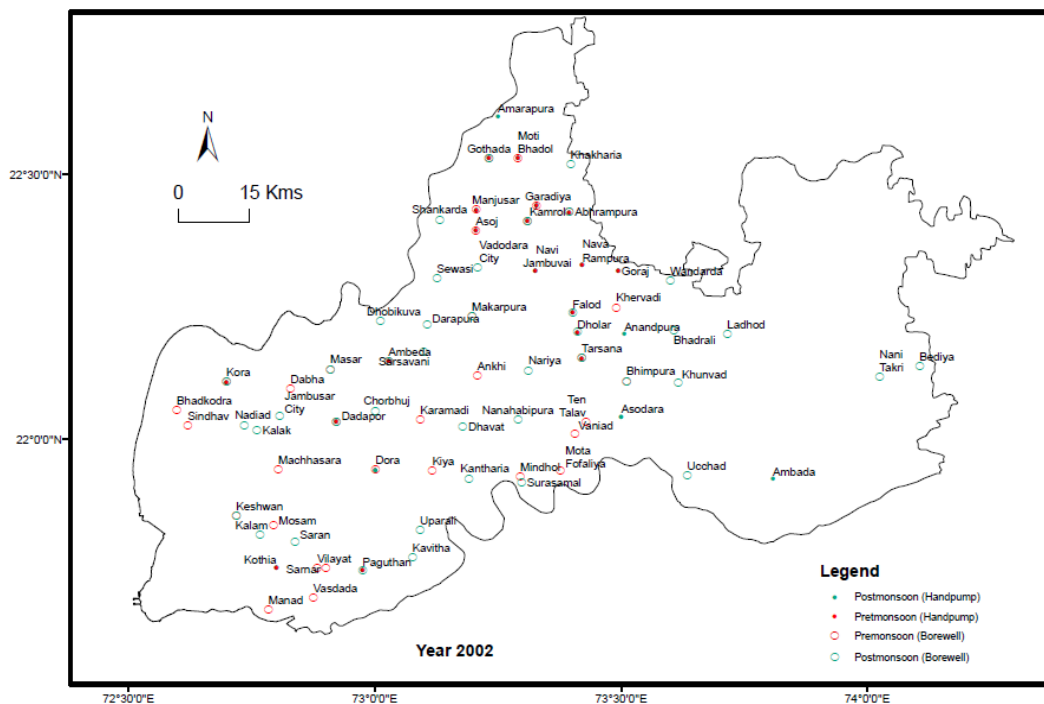 Amarapura
N
Moti
Gothada
Bhadol
Khakharia
22°30'0"N
0
15 Kms
Garadiya
Manjusar
Shankarda
Kamroli
Abhrampura
Asoj
Vadodara
City
Navi
Jambuvai
Nava
Rampura
Goraj
Wandarda
Sewasi
Khervadi
Makarpura
Falod
Dhobikuva
Darapura
Dholar
Anandpura
Ladhod
Bhadrali
Ambeda
Sarsavani
Tarsana
Masar
Nani
Takri
Bediya
Kora
Ankhi
Nariya
Bhimpura
Khunvad
Dabha
Jambusar
City
Bhadkodra
Sindhav
Nadiad
Kalak
Chorbhuj
Dadapor
Karamadi
Dhavat
Nanahabipura
Ten
Talav
Vaniad
Asodara
22°0'0"N
Machhasara
Dora
Kiya
Kantharia
Mindhol
Surasamal
Mota
Fofaliya
Ucchad
Ambada
Keshwan
Kalam
Mosam
Saran
Uparali
Kavitha
Kothia
Samar
Vilayat
Paguthan
Vasdada
Manad
Legend
Postmonsoon (Handpump)
Pretmonsoon (Handpump)
Premonsoon (Borewell)
Postmonsoon (Borewell)
Year 2002
72°30'0"E
73°0'0"E
73°30'0"E
74°0'0"E